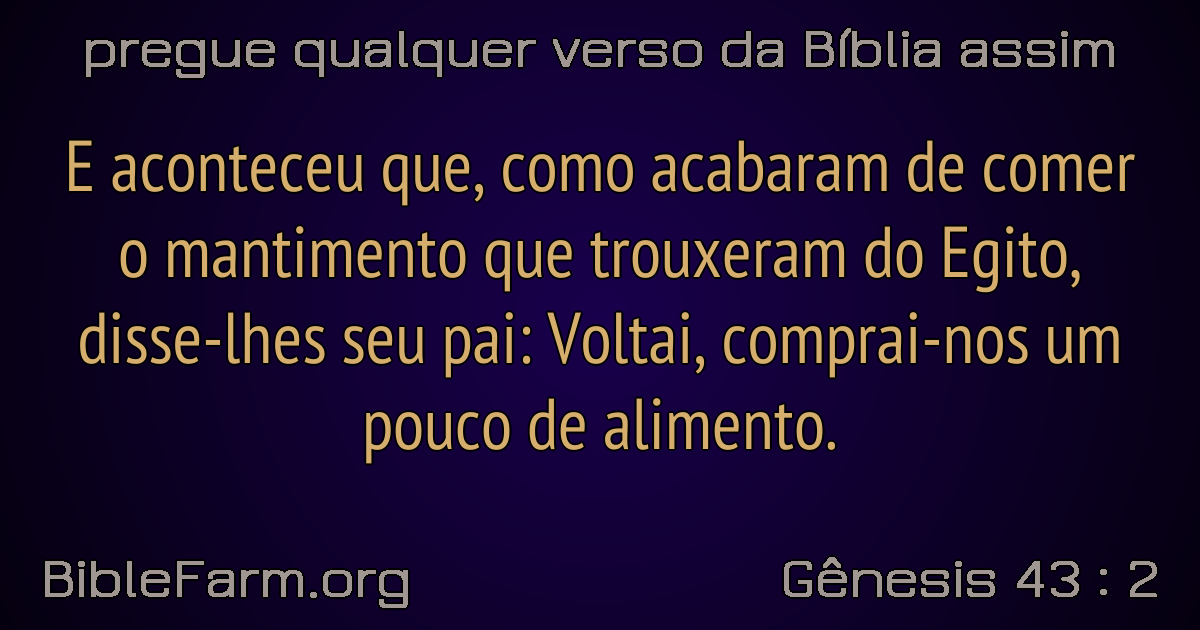 pregue qualquer verso da Bíblia assim
E aconteceu que, como acabaram de comer
o mantimento que trouxeram do Egito,
disse-lhes seu pai: Voltai, comprai-nos um
pouco de alimento.
BibleFarm.org
Gênesis 43 : 2